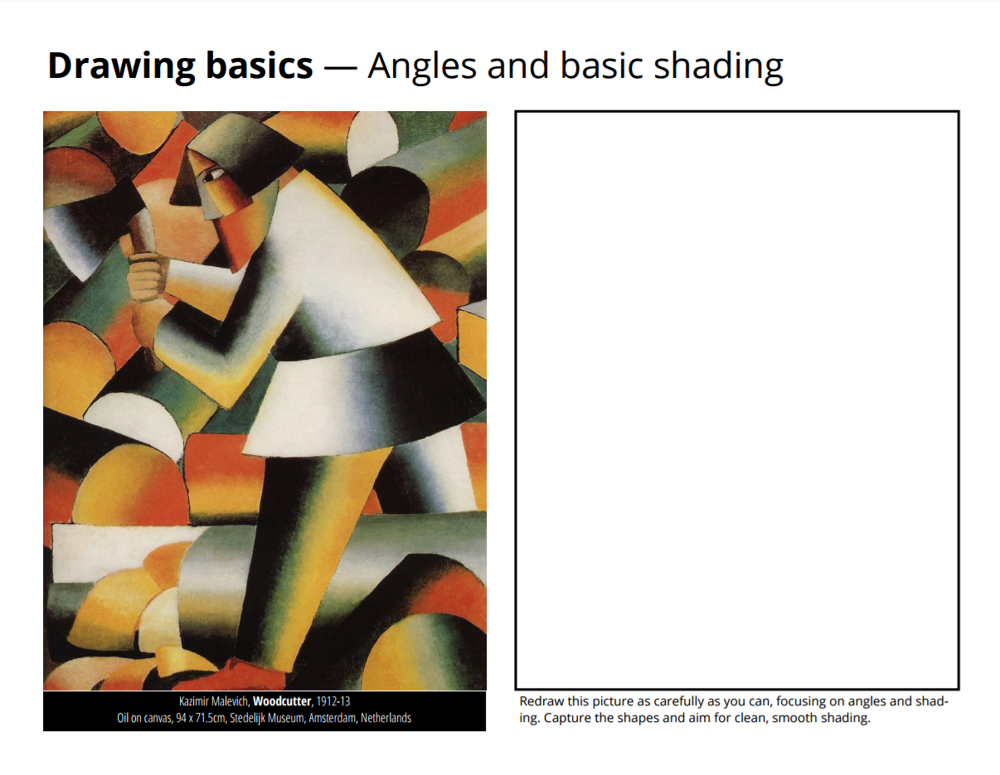 Drawing basics — Angles and basic shading
Kazimir Malevich, Woodcutter, 1912-13
Oil on canvas, 94 x 71.5cm, Stedelijk Museum, Amsterdam, Netherlands
Redraw this picture as carefully as you can, focusing on angles and shad-
ing. Capture the shapes and aim for clean, smooth shading.